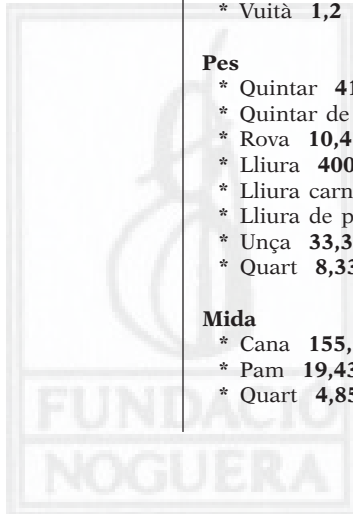 * Vuità 1,2
Pes
* Quintar 41
* Quintar de
* Rova 10,4
* Lliura 400
* Lliura carn
* Lliura de p
* Unça 33,3
* Quart 8,33
Mida
* Cana 155,
* Pam 19,43
* Quart 4,85
FUNDACIÓ
NOGUERA